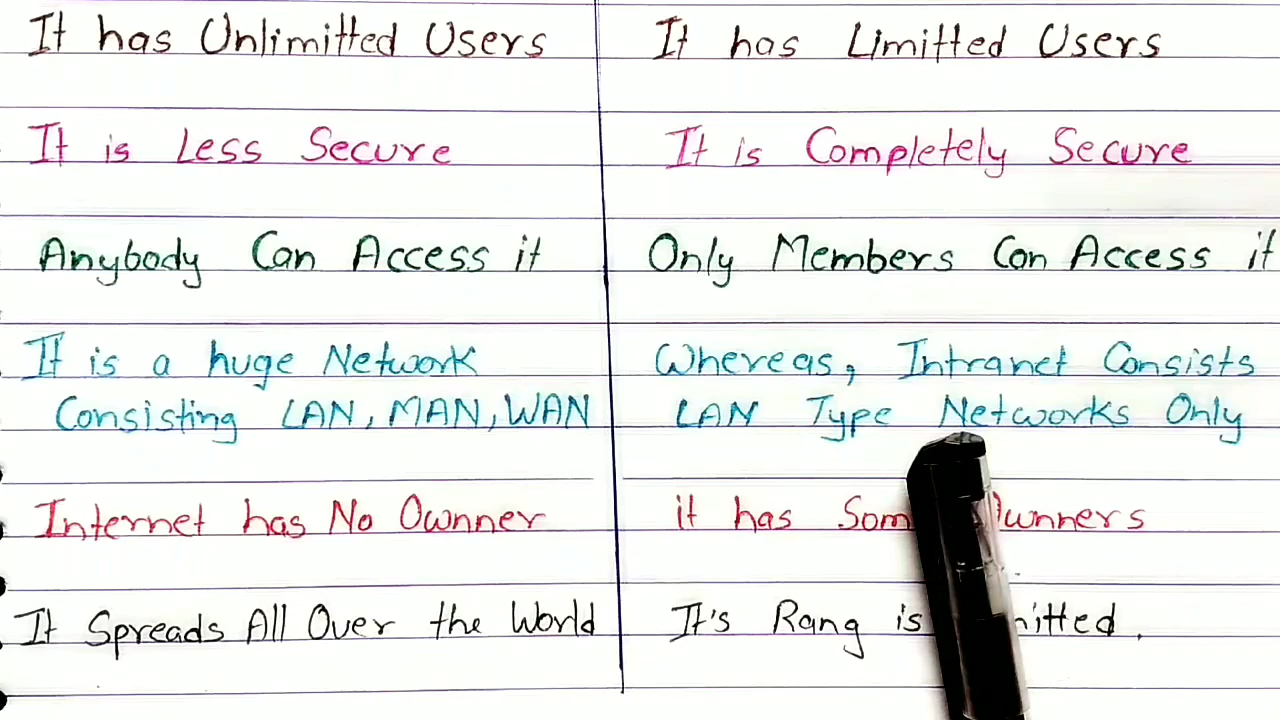 It has Unlimitted Users
It has Limitted Users
It is Less Secure
It is Completely Secure
Anybody Can Access it
Only Members Can Access it
It is a huge Network
Consisting LAN, MAN, WAN
Whereas, Intranet Consists
LAN Type Networks Only
Internet has No Ownner
it has
It Spreads All Over the World
It's Rang is